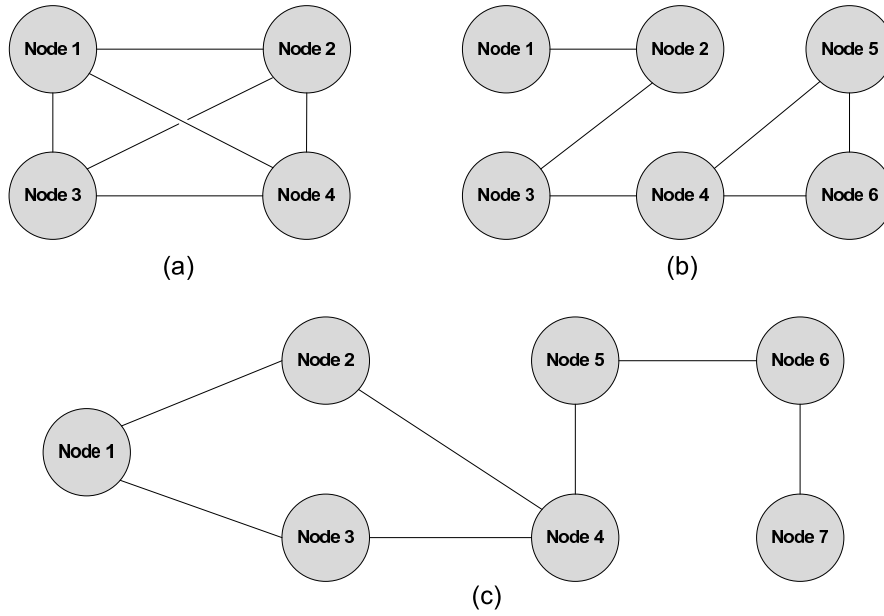 Node 1
Node 2
Node 3
Node 4
(a)
Node 1
Node 2
Node 5
Node 3
Node 4
Node 6
(b)
Node 2
Node 5
Node 6
Node 1
Node 3
Node 4
Node 7
(c)